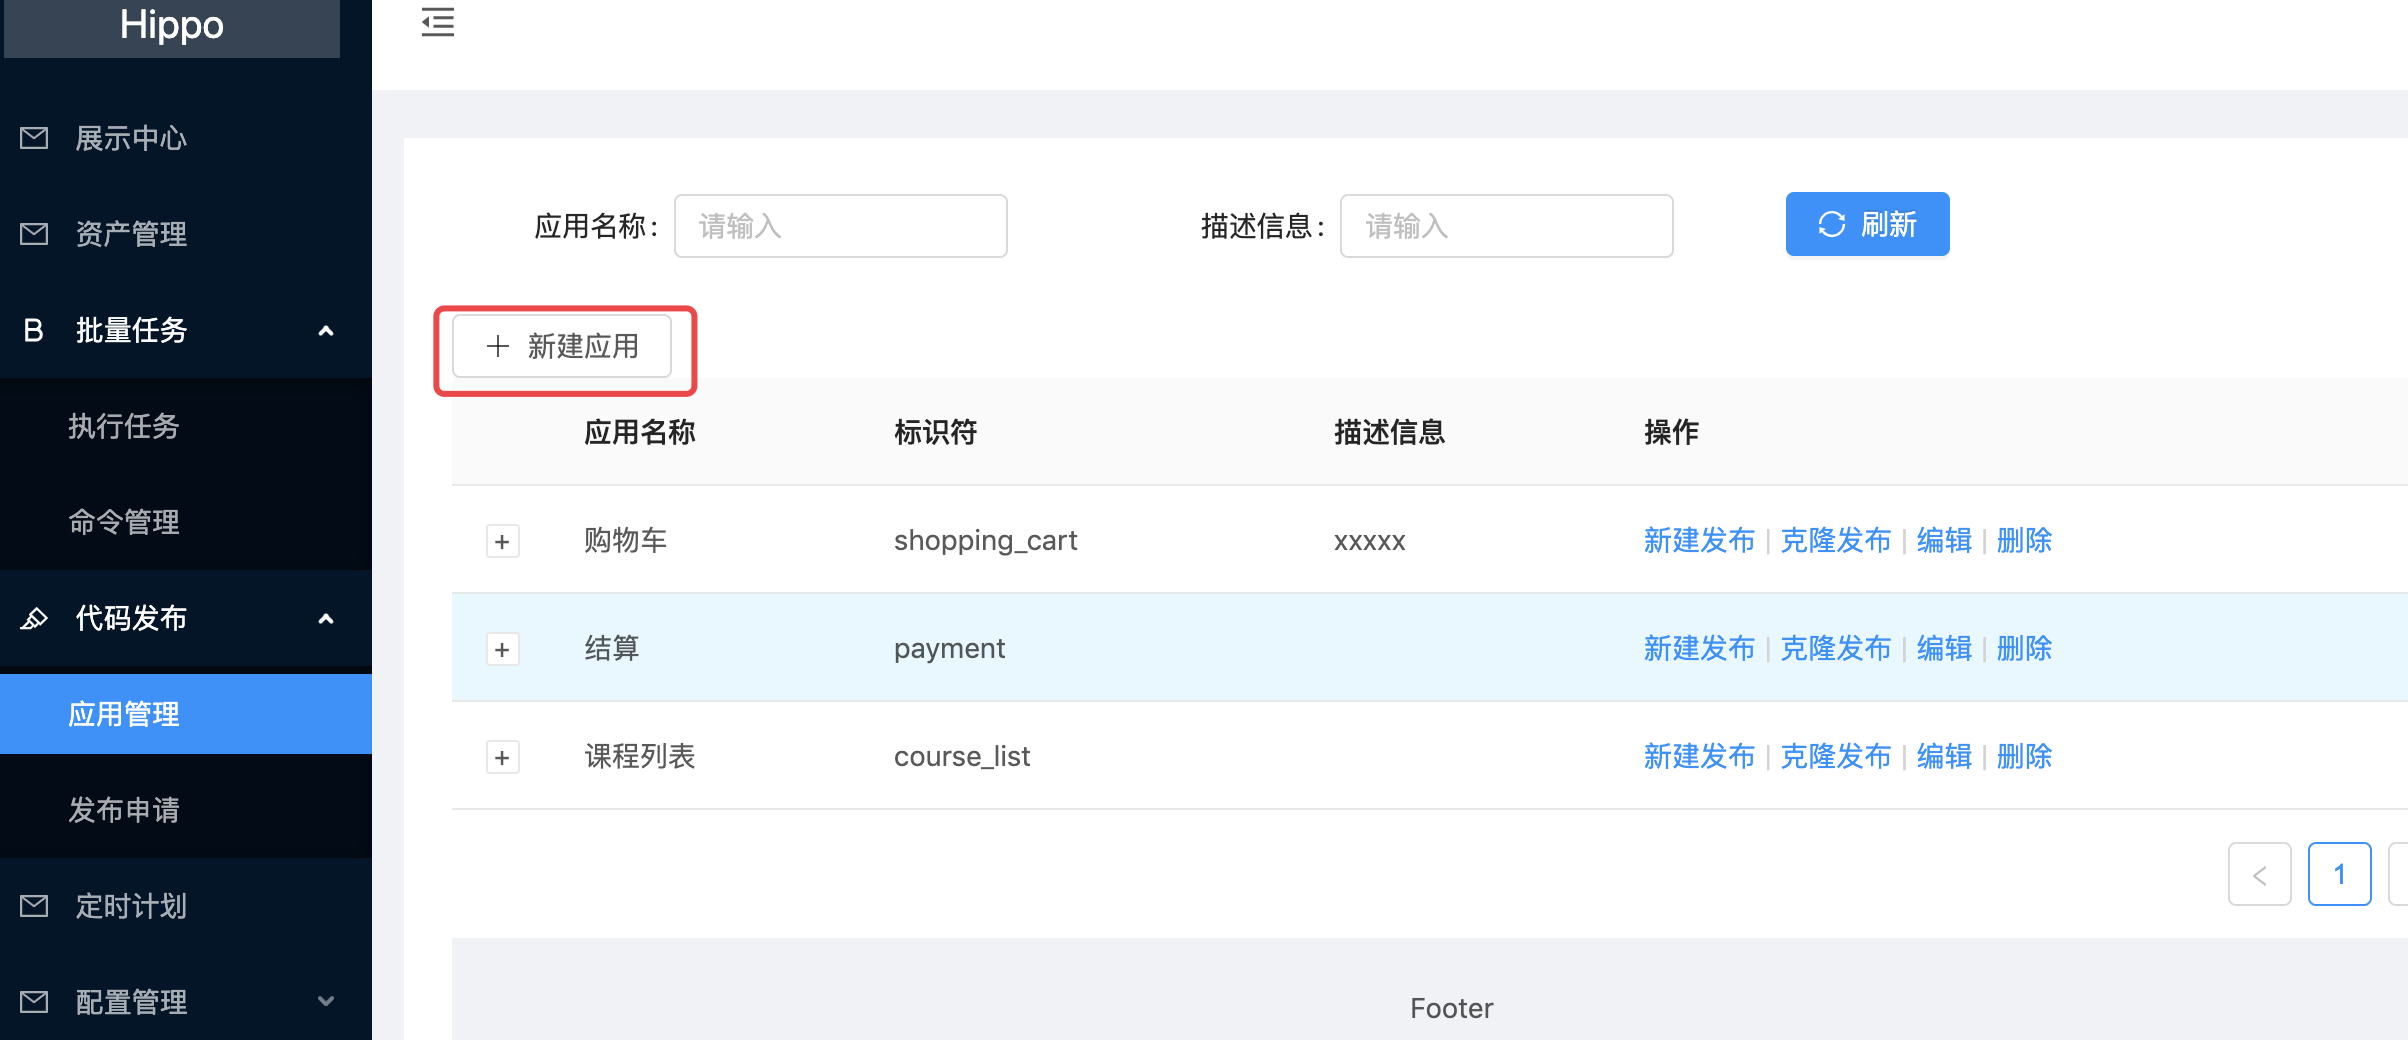 Hippo
展示中心
资产管理
B 批量任务
执行任务
命令管理
代码发布
应用管理
发布申请
定时计划
配置管理
应用名称: 请输入 描述信息: 请输入 刷新
+ 新建应用
应用名称 标识符 描述信息 操作
+ 购物车 shopping_cart xxxxx 新建发布 | 克隆发布 | 编辑 | 删除
+ 结算 payment 新建发布 | 克隆发布 | 编辑 | 删除
+ 课程列表 course_list 新建发布 | 克隆发布 | 编辑 | 删除
< 1
Footer